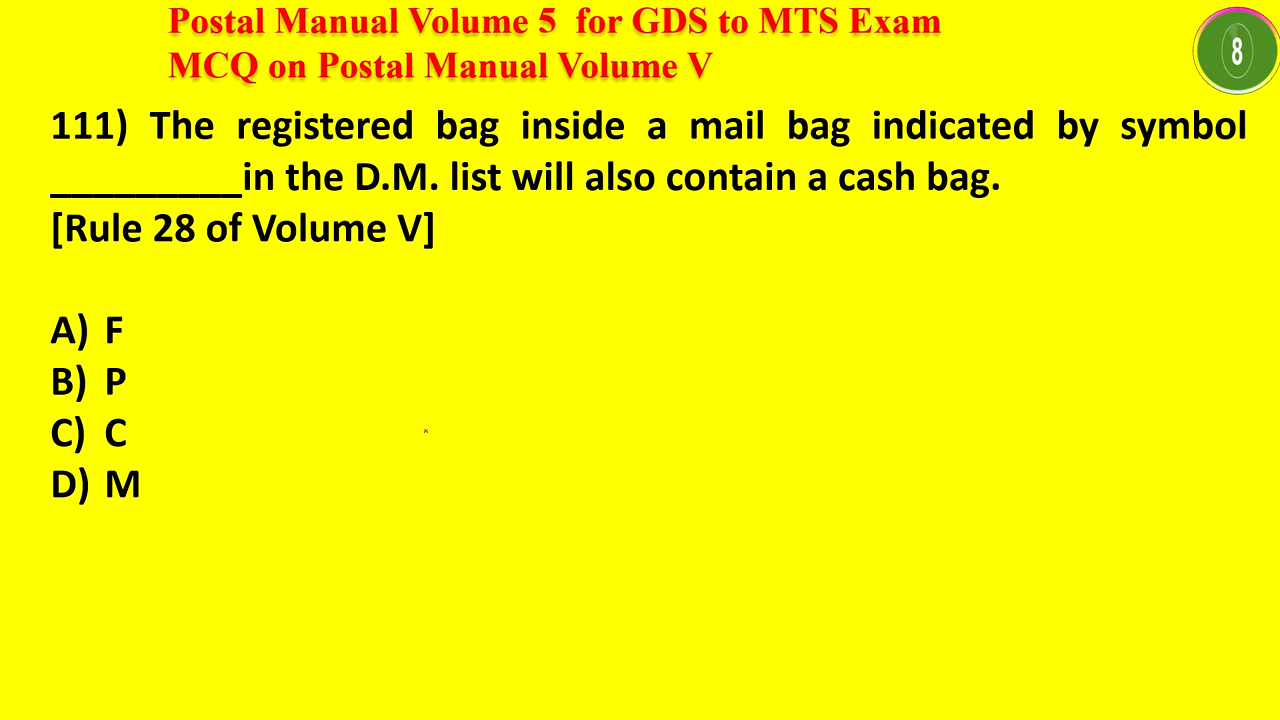 Postal Manual Volume 5 for GDS to MTS Exam
MCQ on Postal Manual Volume V
8
111) The registered bag inside a mail bag indicated by symbol
_________in the D.M. list will also contain a cash bag.
[Rule 28 of Volume V]
A) F
B) P
C) C
D) M